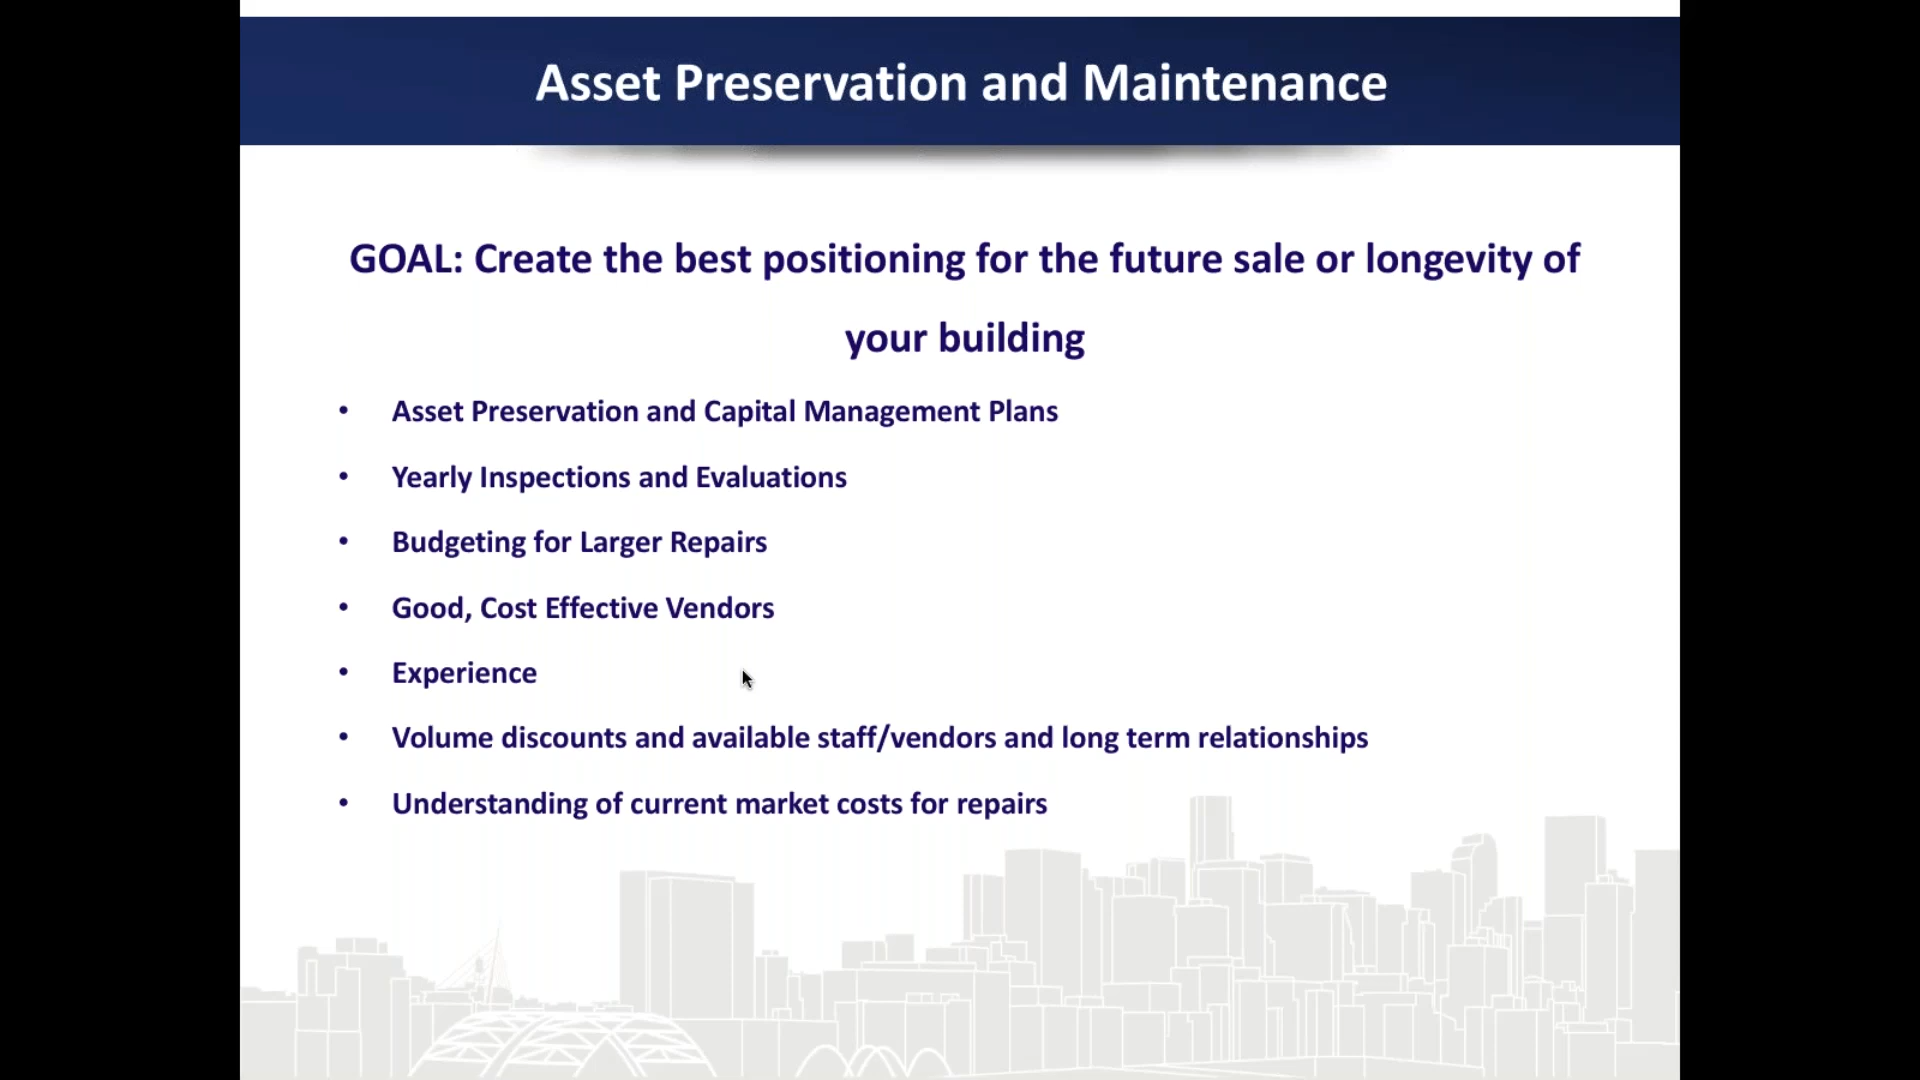 Asset Preservation and Maintenance
GOAL: Create the best positioning for the future sale or longevity of
your building
• Asset Preservation and Capital Management Plans
• Yearly Inspections and Evaluations
• Budgeting for Larger Repairs
• Good, Cost Effective Vendors
• Experience
• Volume discounts and available staff/vendors and long term relationships
• Understanding of current market costs for repairs